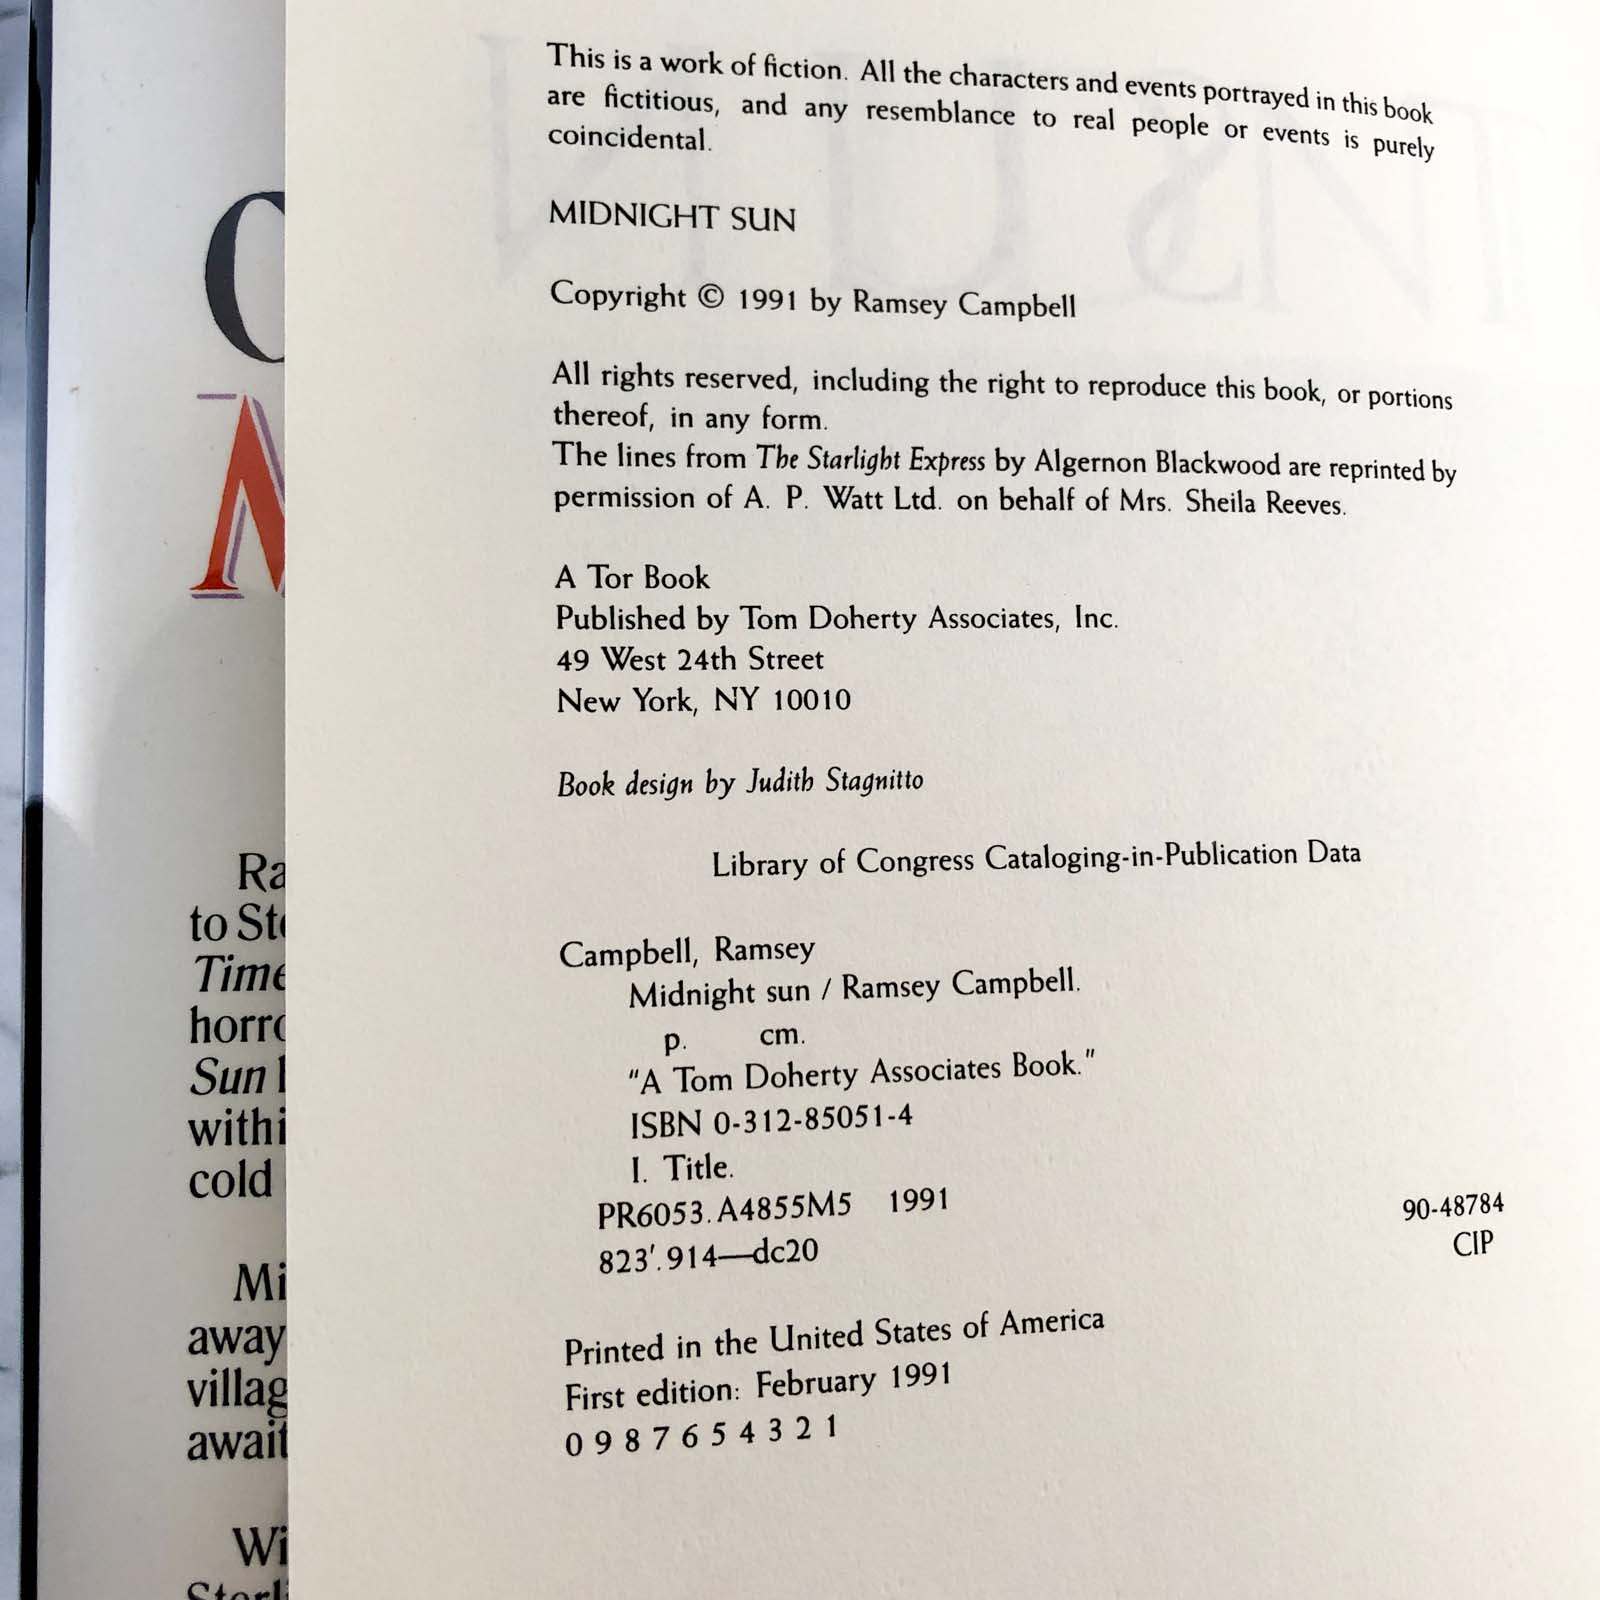 This is a work of fiction. All the characters and events portrayed in this book
are fictitious, and any resemblance to real people or events is purely
coincidental.
MIDNIGHT SUN
Copyright © 1991 by Ramsey Campbell
All rights reserved, including the right to reproduce this book, or portions
thereof, in any form.
The lines from The Starlight Express by Algernon Blackwood are reprinted by
permission of A. P. Watt Ltd. on behalf of Mrs. Sheila Reeves.
A Tor Book
Published by Tom Doherty Associates, Inc.
49 West 24th Street
New York, NY 10010
Book design by Judith Stagnitto
Library of Congress Cataloging-in-Publication Data
Campbell, Ramsey
Midnight sun / Ramsey Campbell.
p. cm.
"A Tom Doherty Associates Book."
ISBN 0-312-85051-4
I. Title.
PR6053.A4855M5 1991 90-48784
823'.914—dc20 CIP
Printed in the United States of America
First edition: February 1991
0 9 8 7 6 5 4 3 2 1
Ra
to Ste
Time
horro
Sun
withi
cold
Mi
away
villag
await
Wi